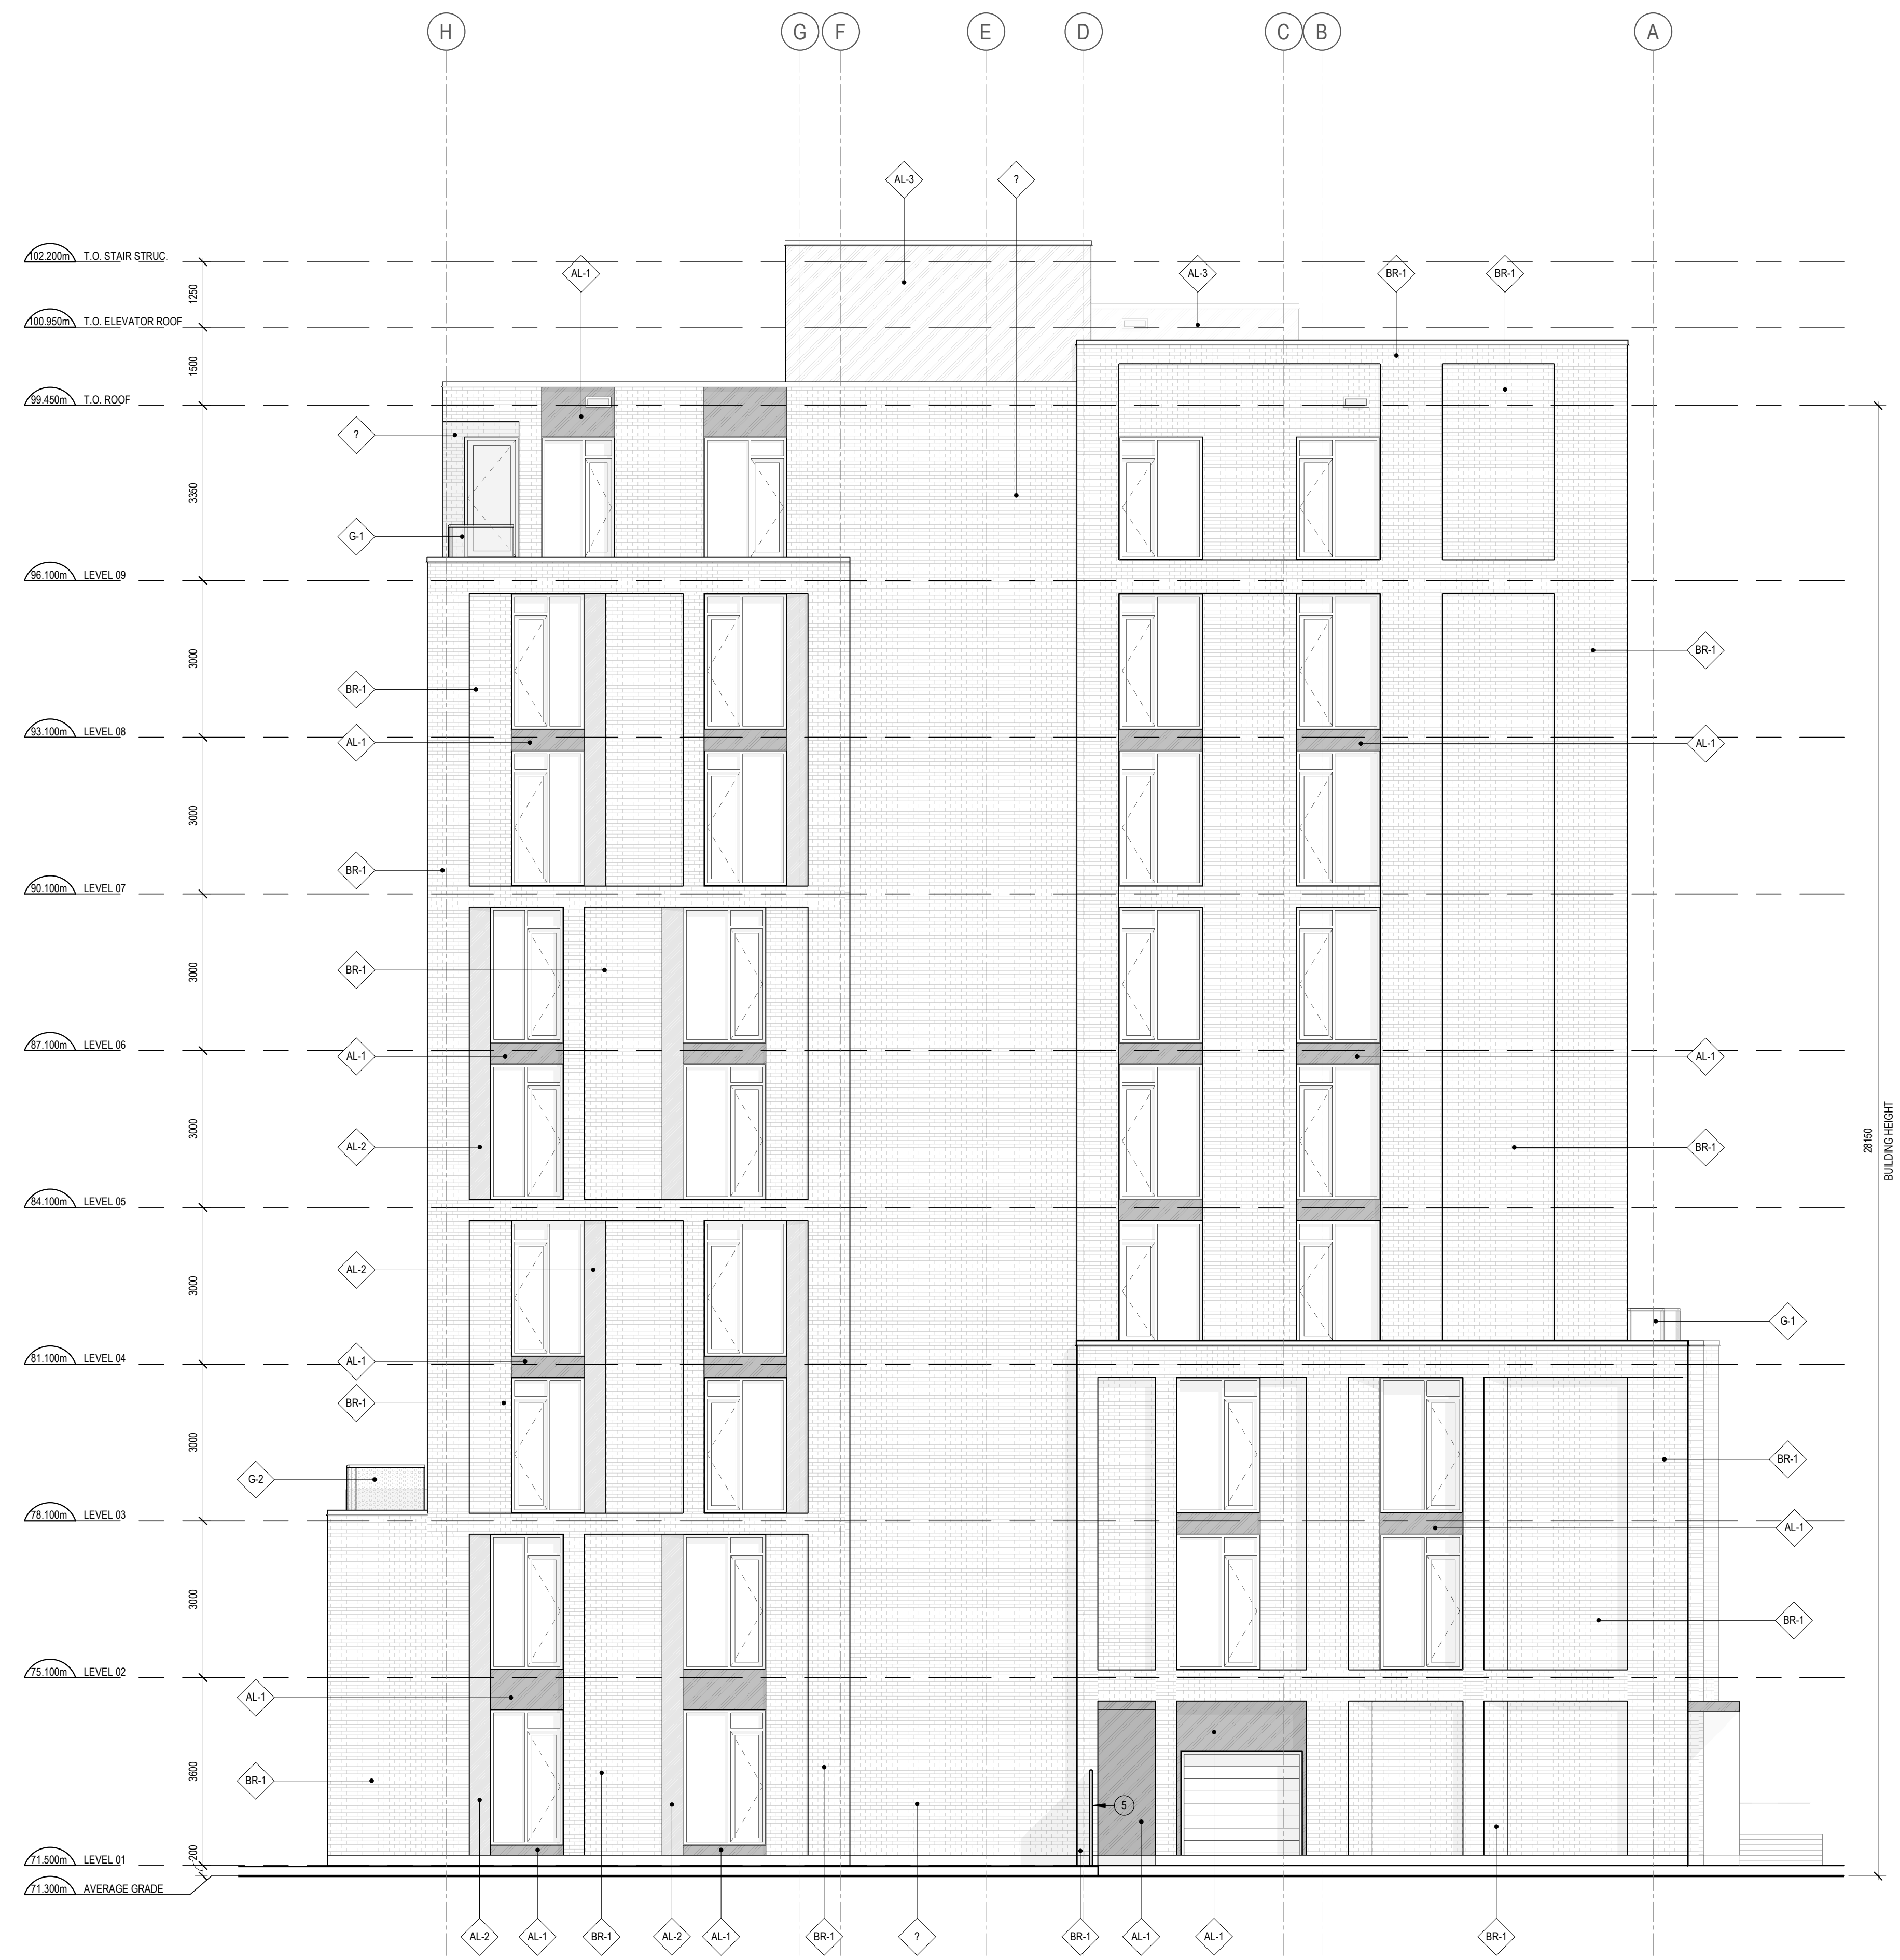 H G F E D C B A
AL-3 ?
102.200m T.O. STAIR STRUC.
AL-1 AL-3 BR-1 BR-1
1250
100.950m T.O. ELEVATOR ROOF
1500
99.450m T.O. ROOF
?
3350
G-1
96.100m LEVEL 09
3000
BR-1
BR-1
93.100m LEVEL 08
AL-1 AL-1
3000
BR-1
90.100m LEVEL 07
3000
BR-1
87.100m LEVEL 06
AL-1 AL-1
3000
AL-2 BR-1
28150
BUILDING HEIGHT
84.100m LEVEL 05
AL-2
3000
G-1
81.100m LEVEL 04
AL-1
BR-1
3000
BR-1
G-2
78.100m LEVEL 03
AL-1
3000
BR-1
75.100m LEVEL 02
AL-1
3600
BR-1
5
200
71.500m LEVEL 01
71.300m AVERAGE GRADE
AL-2 AL-1 BR-1 AL-2 AL-1 BR-1 ? BR-1 AL-1 AL-1 BR-1